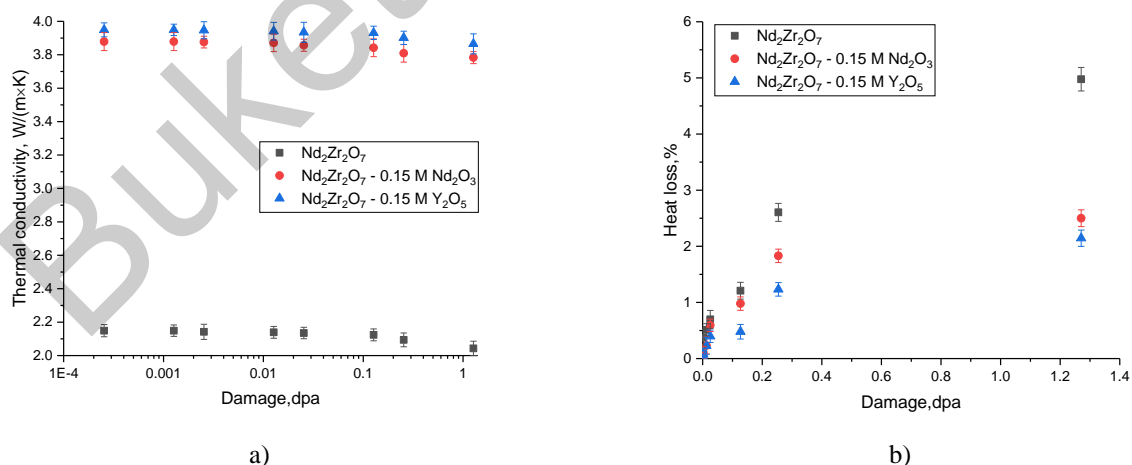 Buket
4.0
3.8
3.6
3.4
3.2
3.0
2.8
2.6
2.4
2.2
2.0
Thermal conductivity, W/(m×K)
Nd₂Zr₂O₇
Nd₂Zr₂O₇ - 0.15 M Nd₂O₃
Nd₂Zr₂O₇ - 0.15 M Y₂O₅
1E-4 0.001 0.01 0.1 1
Damage,dpa
a)
6
5
4
3
2
1
0
Heat loss,%
Nd₂Zr₂O₇
Nd₂Zr₂O₇ - 0.15 M Nd₂O₃
Nd₂Zr₂O₇ - 0.15 M Y₂O₅
0.0 0.2 0.4 0.6 0.8 1.0 1.2 1.4
Damage,dpa
b)